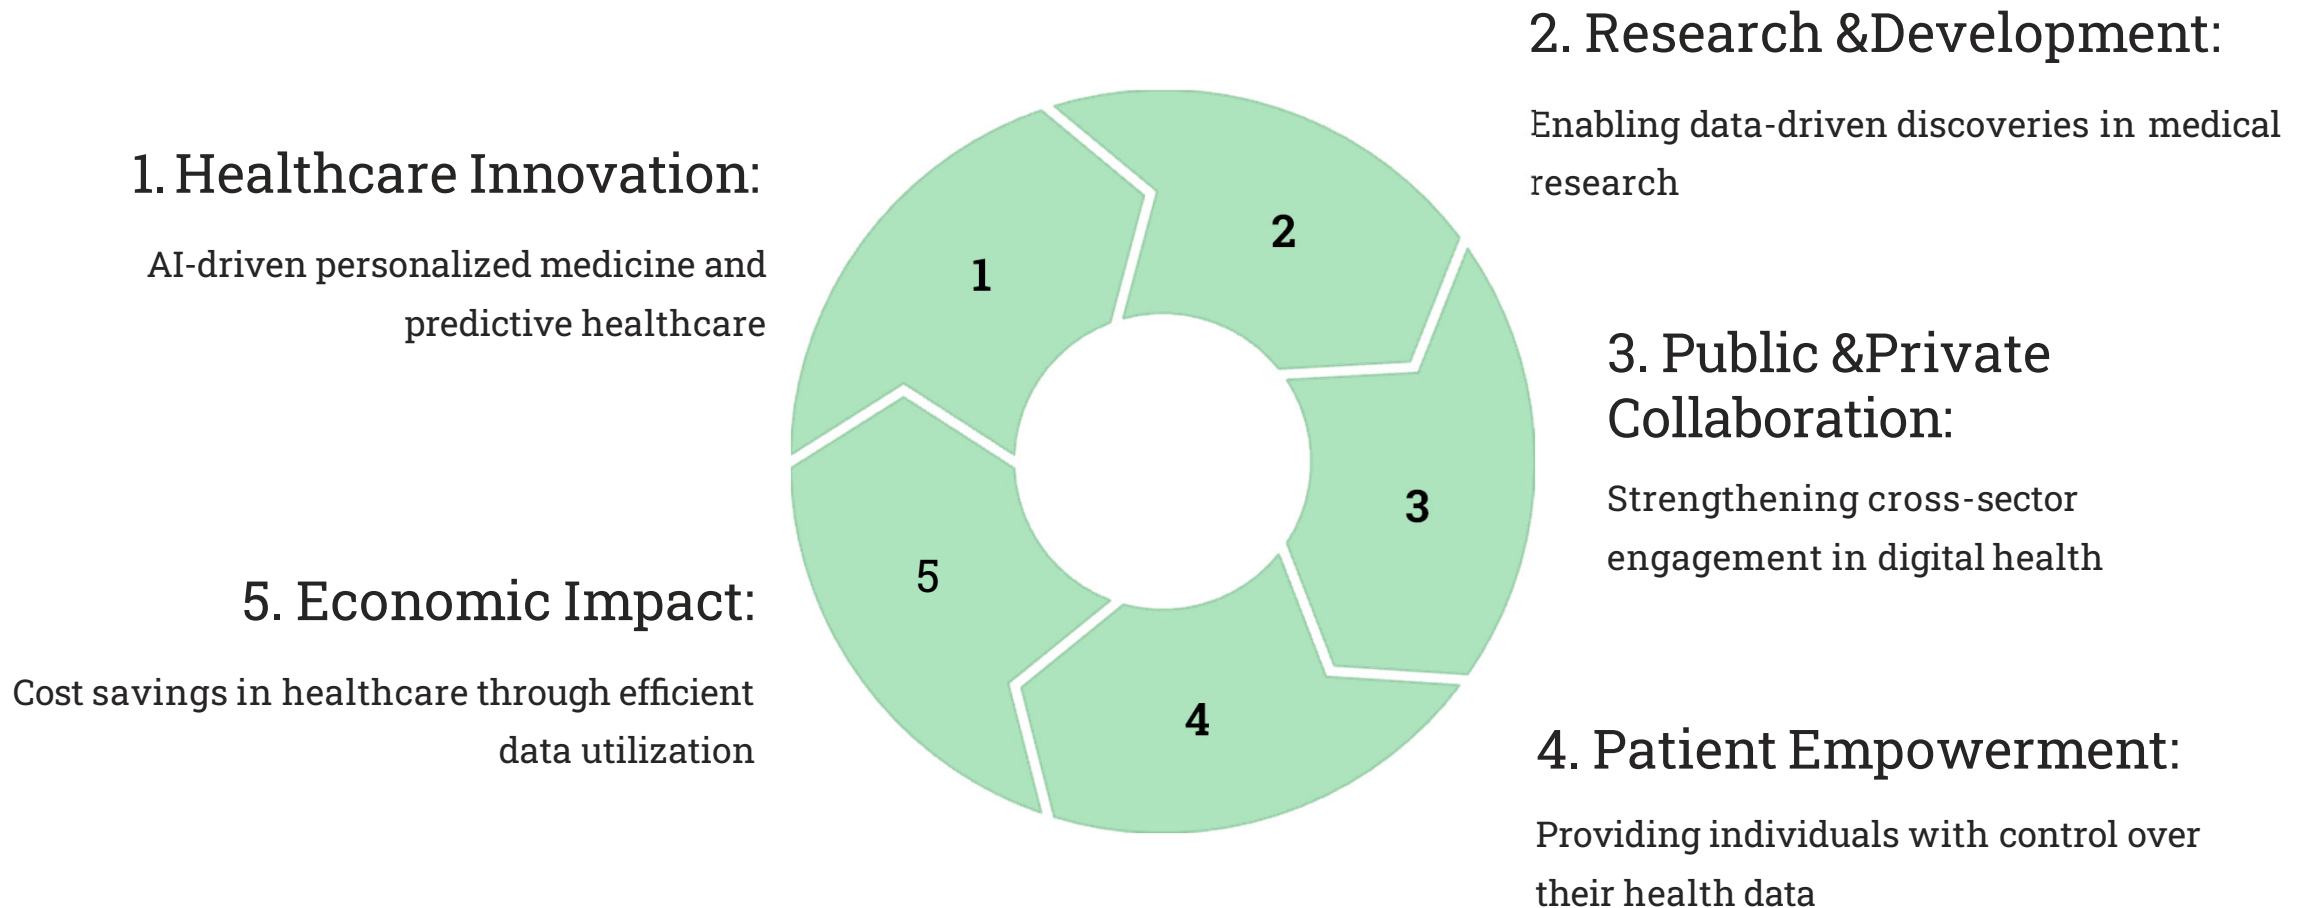 1. Healthcare Innovation:
AI-driven personalized medicine and
predictive healthcare
2. Research &Development:
Enabling data-driven discoveries in medical
research
3. Public &Private
Collaboration:
Strengthening cross-sector
engagement in digital health
4. Patient Empowerment:
Providing individuals with control over
their health data
5. Economic Impact:
Cost savings in healthcare through efficient
data utilization
1
2
3
4
5